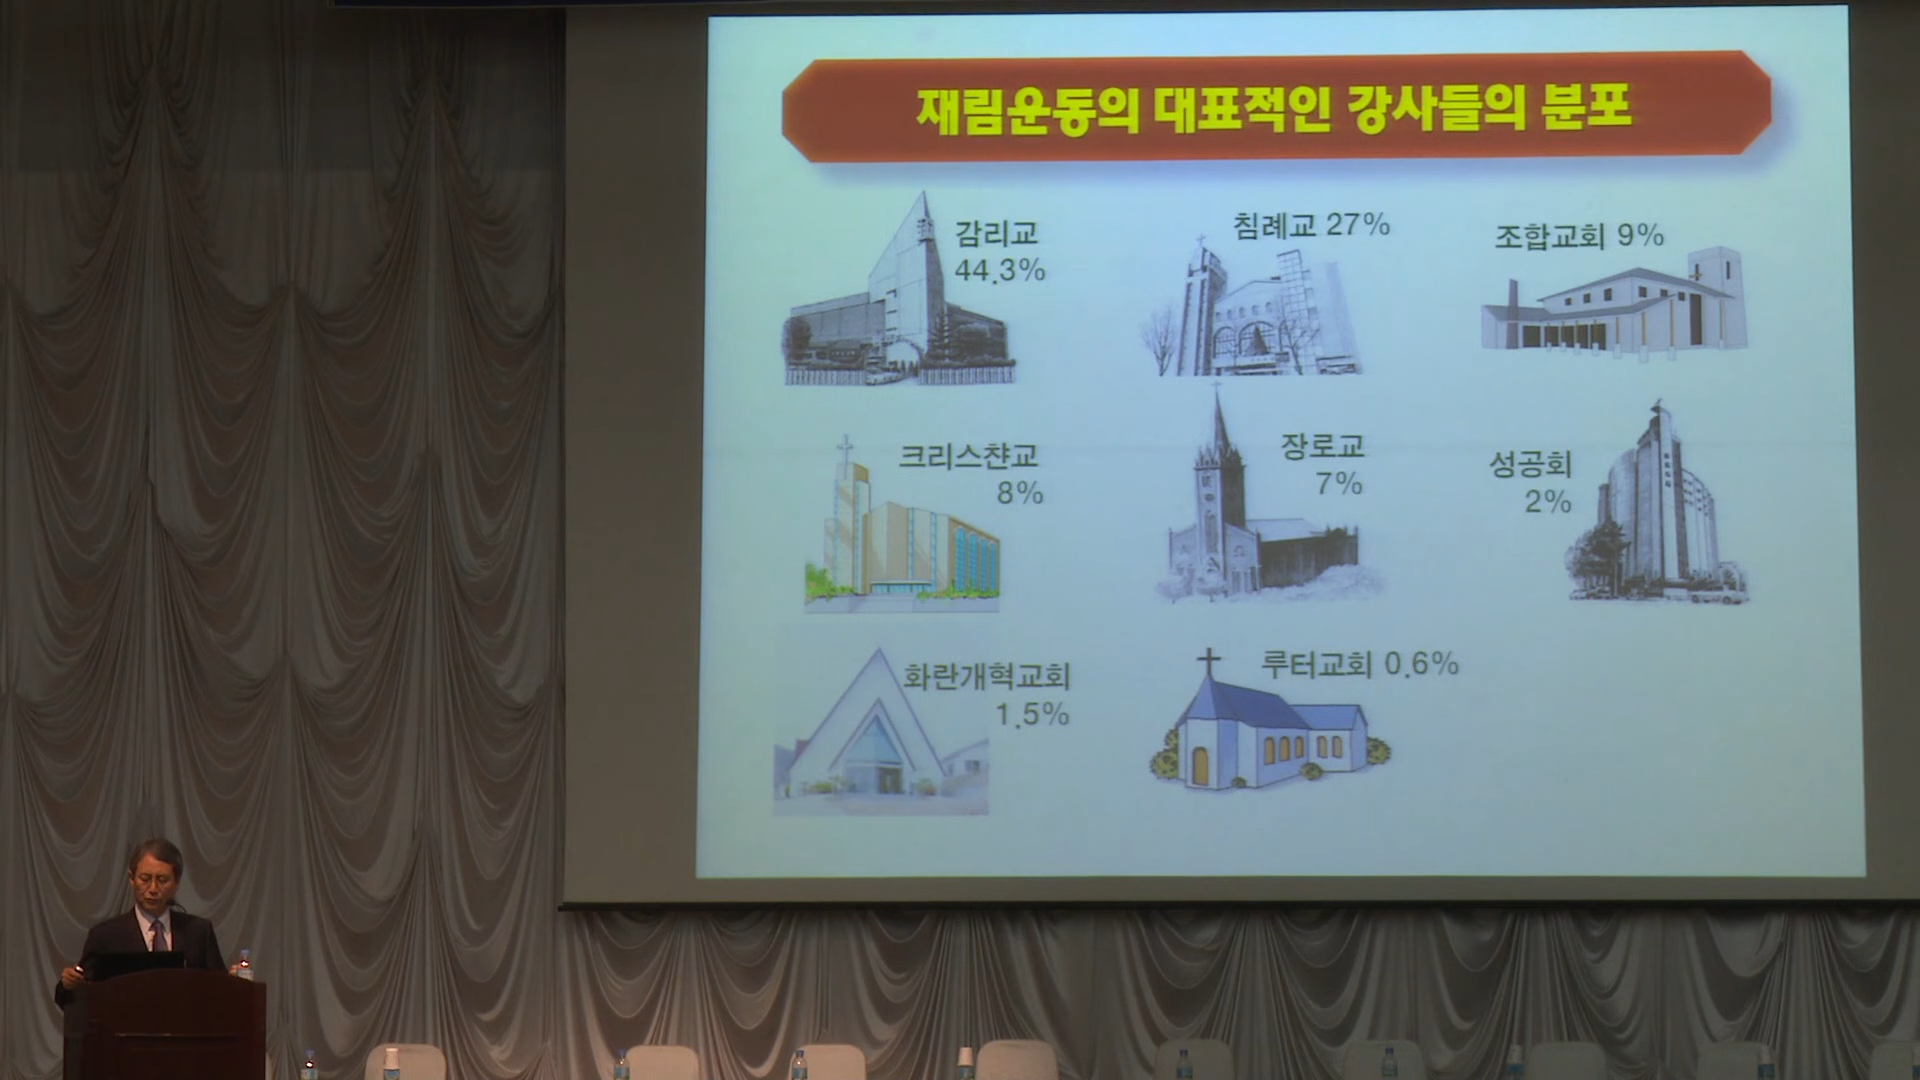 재림운동의 대표적인 강사들의 분포
감리교
44.3%
침례교 27%
조합교회 9%
크리스챤교
8%
장로교
7%
성공회
2%
화란개혁교회
1.5%
루터교회 0.6%